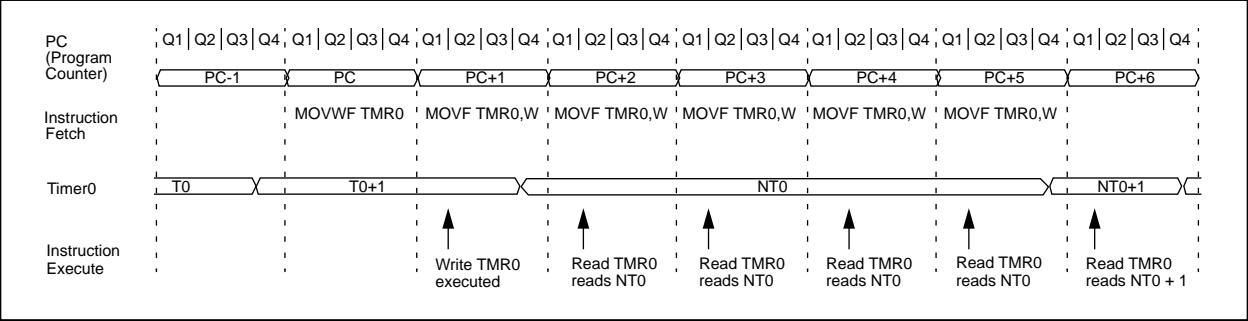 PC
(Program
Counter)
Q1 Q2 Q3 Q4 Q1 Q2 Q3 Q4 Q1 Q2 Q3 Q4 Q1 Q2 Q3 Q4 Q1 Q2 Q3 Q4 Q1 Q2 Q3 Q4 Q1 Q2 Q3 Q4 Q1 Q2 Q3 Q4
PC-1 PC PC+1 PC+2 PC+3 PC+4 PC+5 PC+6
Instruction
Fetch
MOVWF TMR0 MOVF TMR0,W MOVF TMR0,W MOVF TMR0,W MOVF TMR0,W MOVF TMR0,W
Timer0
T0 T0+1 NT0 NT0+1
Instruction
Execute
Write TMR0
executed
Read TMR0
reads NT0
Read TMR0
reads NT0
Read TMR0
reads NT0
Read TMR0
reads NT0
Read TMR0
reads NT0 + 1